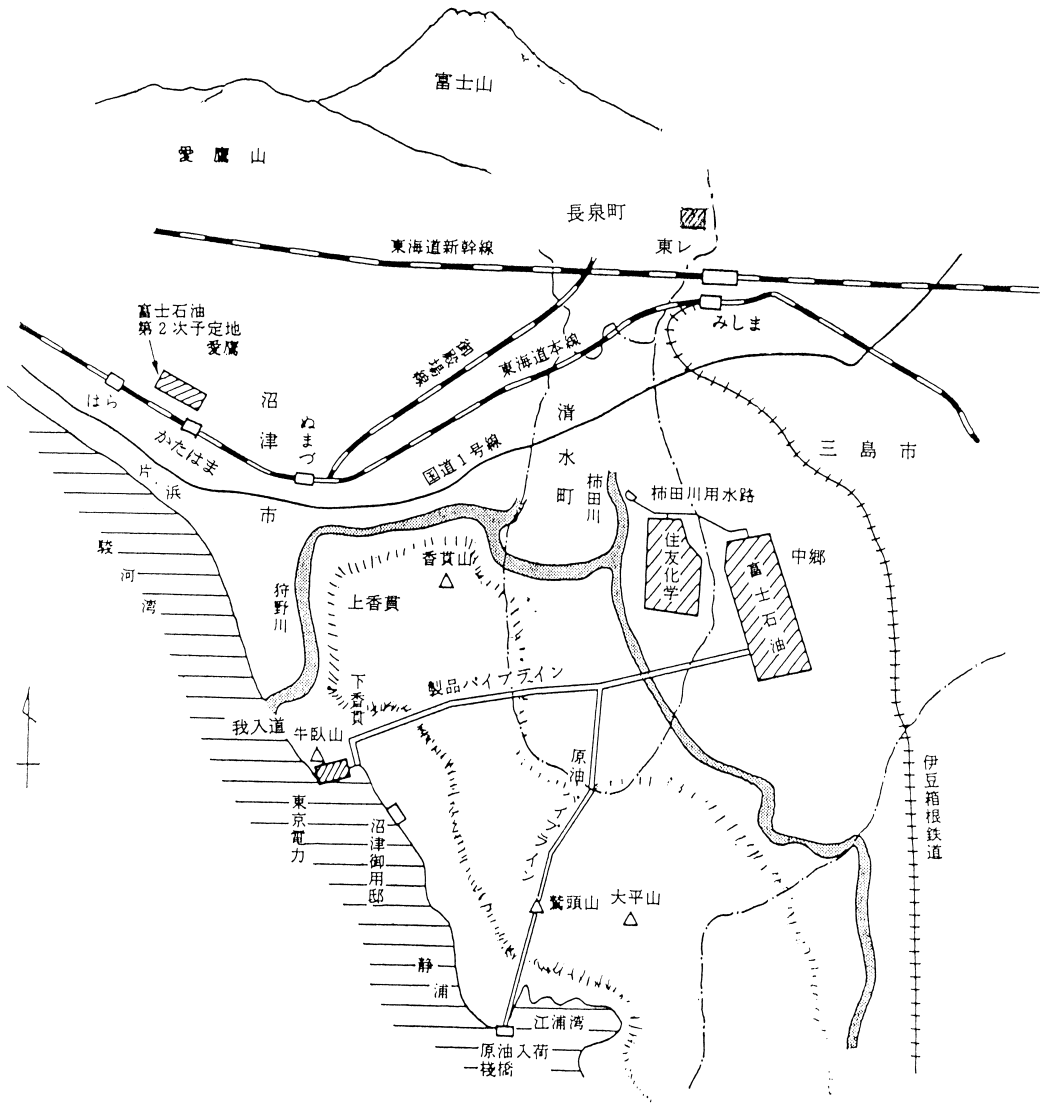 富士山
愛鷹山
長泉町
東レ
東海道新幹線
富士石油
第2次予定地
愛鷹
みしま
御殿場線
東海道本線
はら
沼津市
ぬまづ
かたはま
国道1号線
清水町
三島市
片浜
柿田川
柿田川用水路
駿河湾
香貫山
住友化学
中郷
富士石油
狩野川
上香貫
下香貫
製品パイプライン
我入道
牛臥山
原油
イプライン
伊豆箱根鉄道
東京電力
沼津御用邸
鷲頭山
大平山
静浦
江浦湾
原油入荷
桟橋